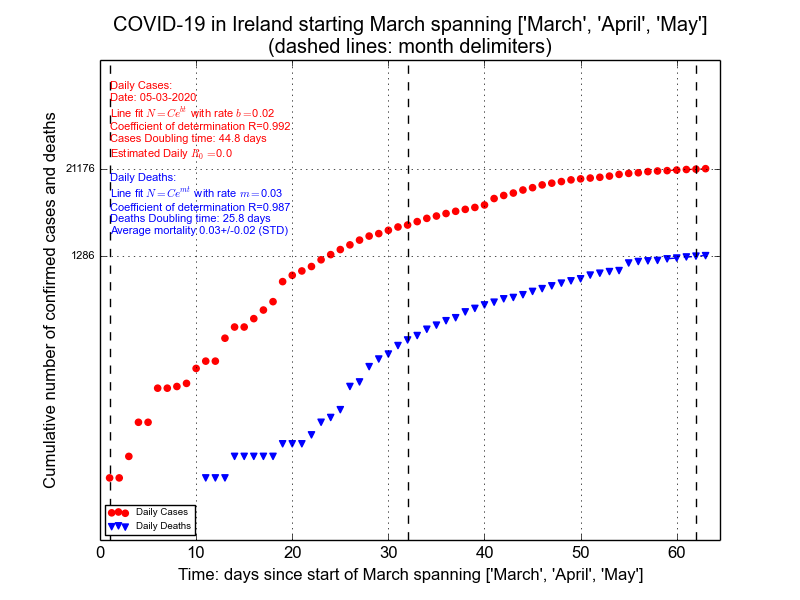 COVID-19 in Ireland starting March spanning ['March', 'April', 'May']
(dashed lines: month delimiters)
Daily Cases:
Date: 05-03-2020
Line fit N = Ce^{bt} with rate b =0.02
Coefficient of determination R=0.992
Cases Doubling time: 44.8 days
Estimated Daily R_0 =0.0
Daily Deaths:
Line fit N = Ce^{mt} with rate m =0.03
Coefficient of determination R=0.987
Deaths Doubling time: 25.8 days
Average mortality:0.03+/-0.02 (STD)
21176
1286
Cumulative number of confirmed cases and deaths
Daily Cases
Daily Deaths
0 10 20 30 40 50 60
Time: days since start of March spanning ['March', 'April', 'May']